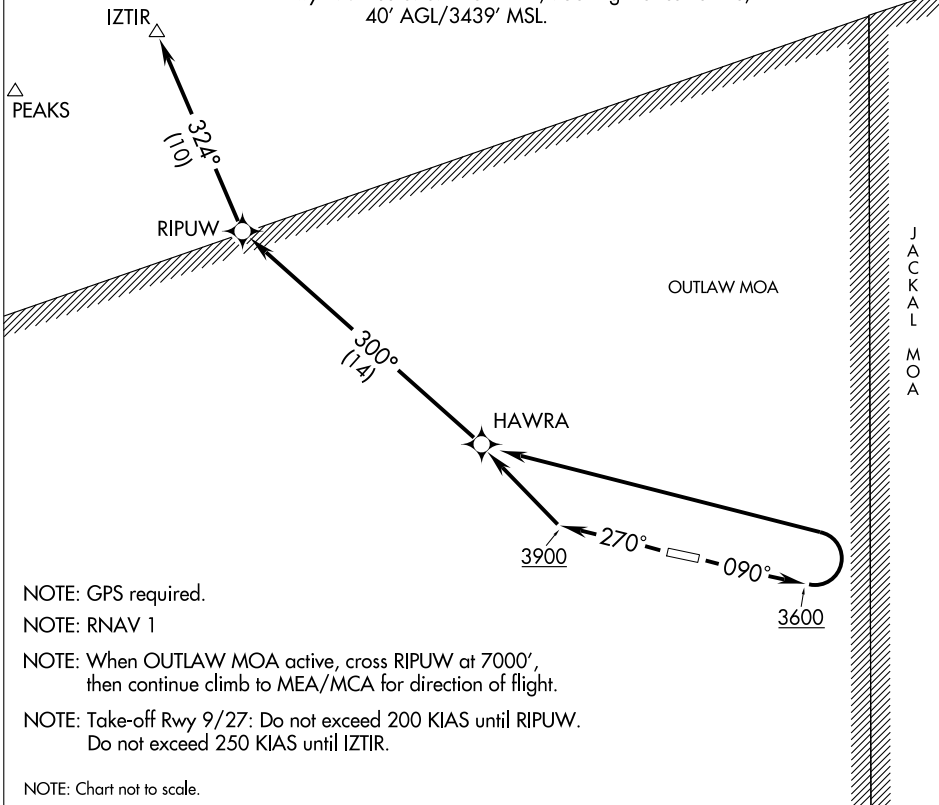 40' AGL/3439' MSL.
IZTIR
PEAKS
324°
(10)
RIPUW
JACKAL MOA
OUTLAW MOA
300°
(14)
HAWRA
270°
3900
090°
3600
NOTE: GPS required.
NOTE: RNAV 1
NOTE: When OUTLAW MOA active, cross RIPUW at 7000',
then continue climb to MEA/MCA for direction of flight.
NOTE: Take-off Rwy 9/27: Do not exceed 200 KIAS until RIPUW.
Do not exceed 250 KIAS until IZTIR.
NOTE: Chart not to scale.